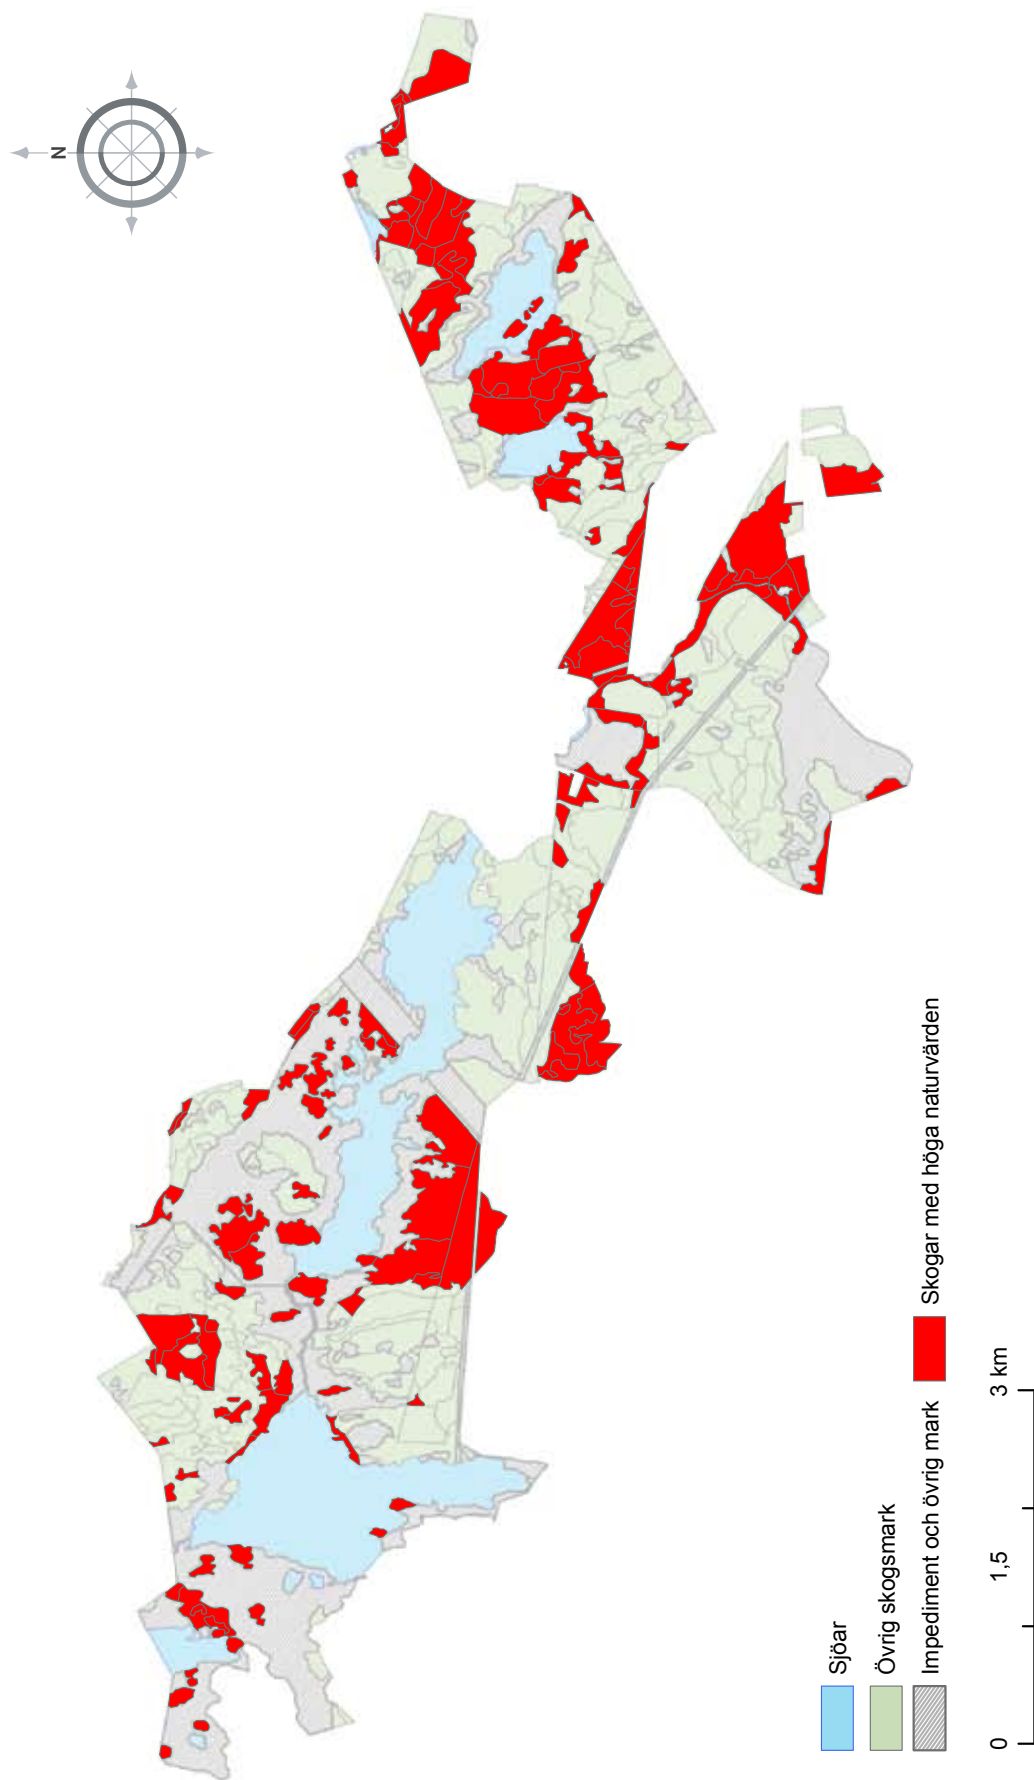 N
Sjöar
Övrig skogsmark
Impediment och övrig mark
Skogar med höga naturvärden
0 1,5 3 km